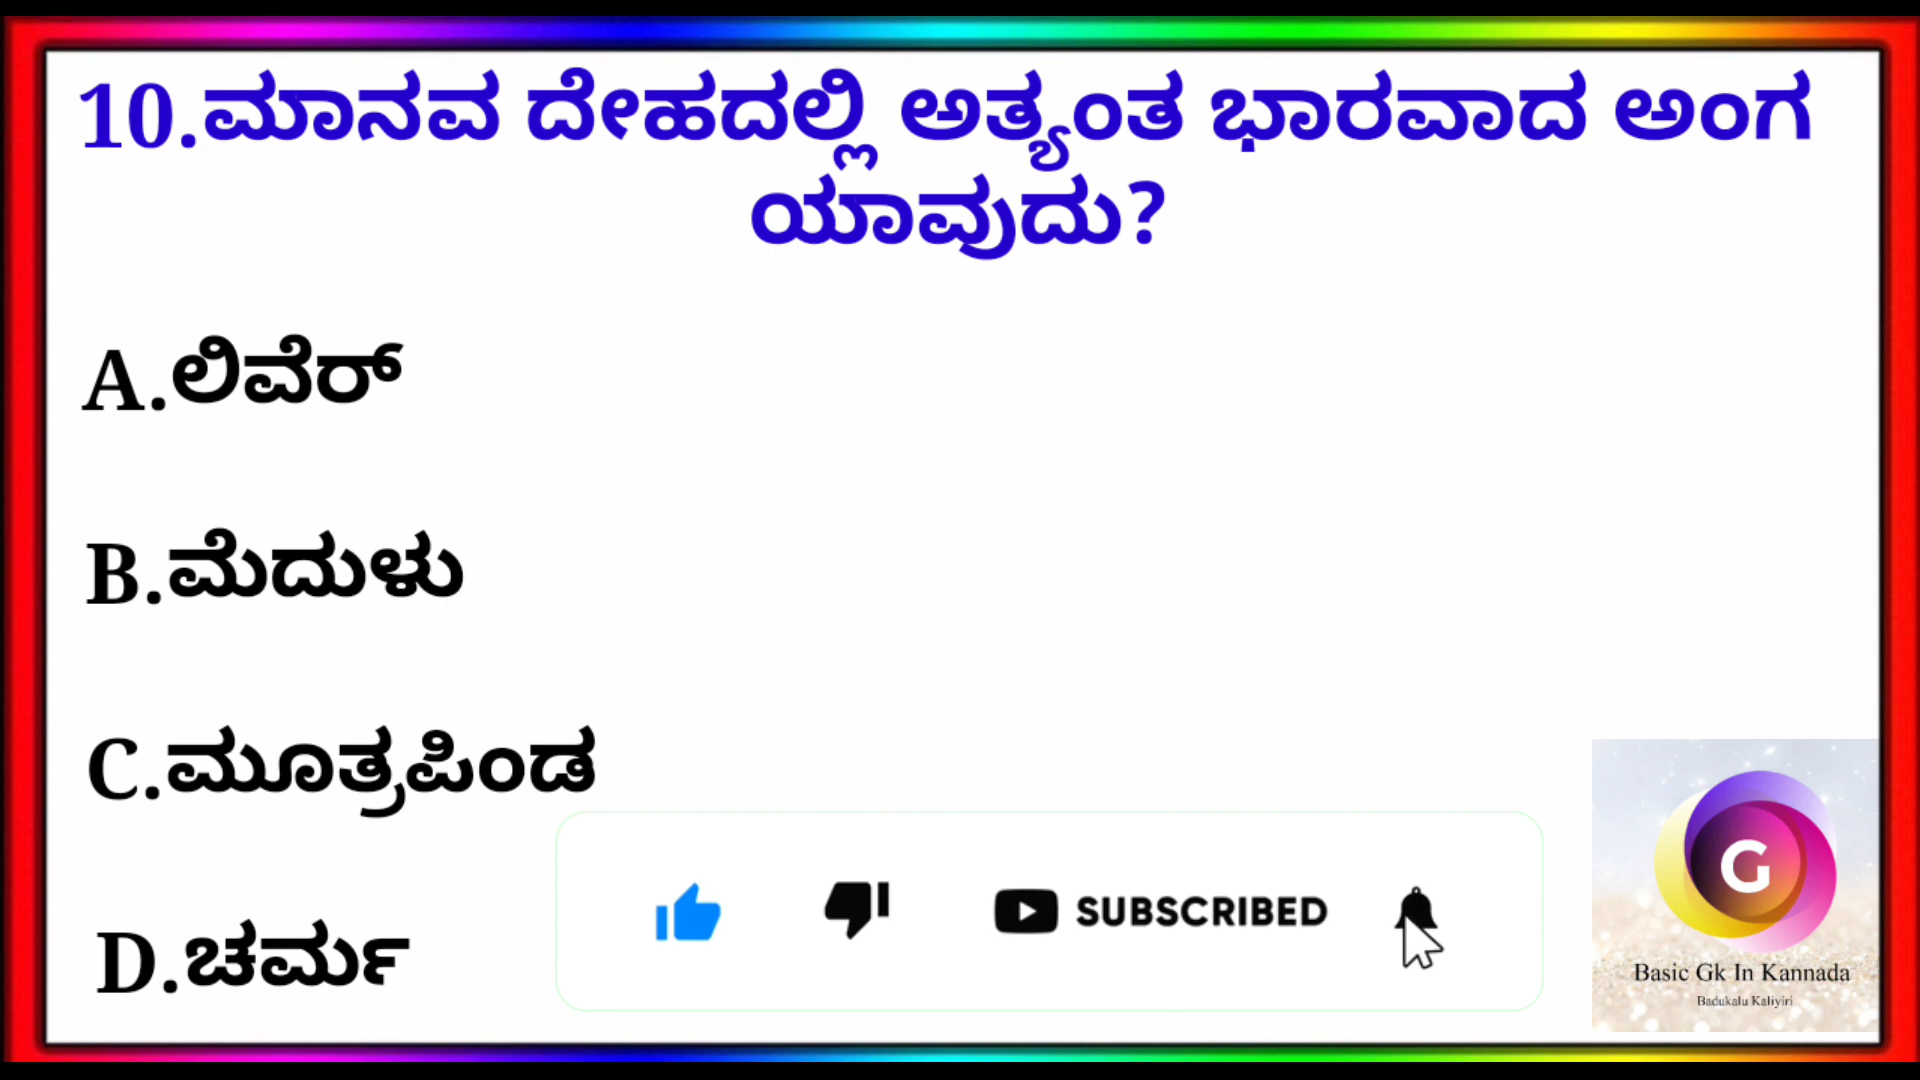 10.ಮಾನವ ದೇಹದಲ್ಲಿ ಅತ್ಯಂತ ಭಾರವಾದ ಅಂಗ
ಯಾವುದು?
A.ಲಿವೆರ್
B.ಮೆದುಳು
C.ಮೂತ್ರಪಿಂಡ
D.ಚರ್ಮ
SUBSCRIBED
G
Basic Gk In Kannada
Badukalu Kaliyiri